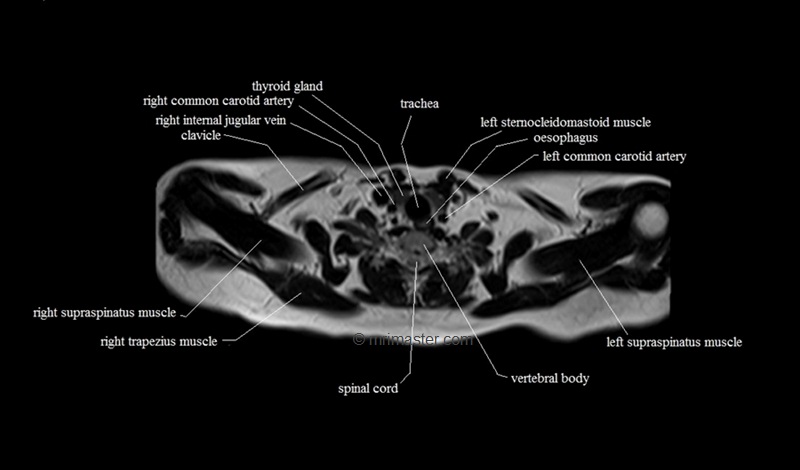 thyroid gland
right common carotid artery
trachea
right internal jugular vein
left sternocleidomastoid muscle
clavicle
oesophagus
left common carotid artery
right supraspinatus muscle
right trapezius muscle
© mrimaster.com
left supraspinatus muscle
spinal cord
vertebral body